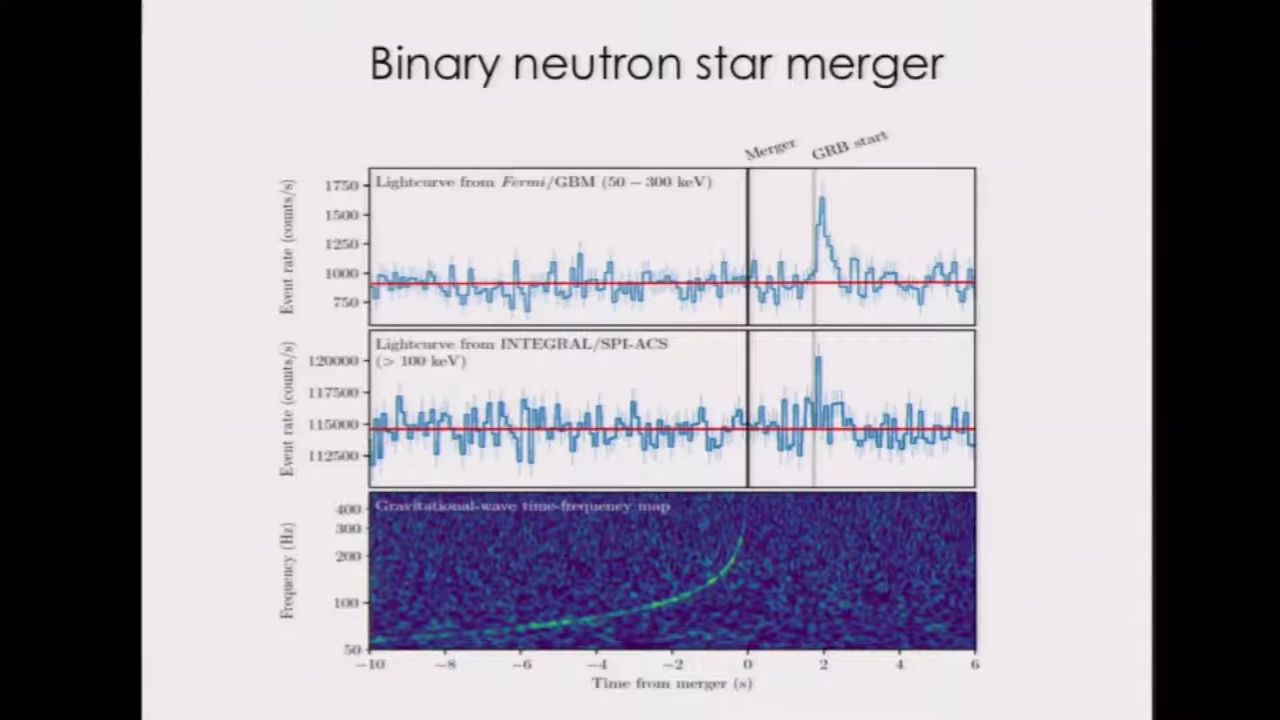 Binary neutron star merger
Merger
GRB start
Lightcurve from Fermi/GBM (50 − 300 keV)
Event rate (counts/s)
1750
1500
1250
1000
750
Lightcurve from INTEGRAL/SPI-ACS
(> 100 keV)
Event rate (counts/s)
120000
117500
115000
112500
Gravitational-wave time-frequency map
Frequency (Hz)
400
300
200
100
50
−10 −8 −6 −4 −2 0 2 4 6
Time from merger (s)